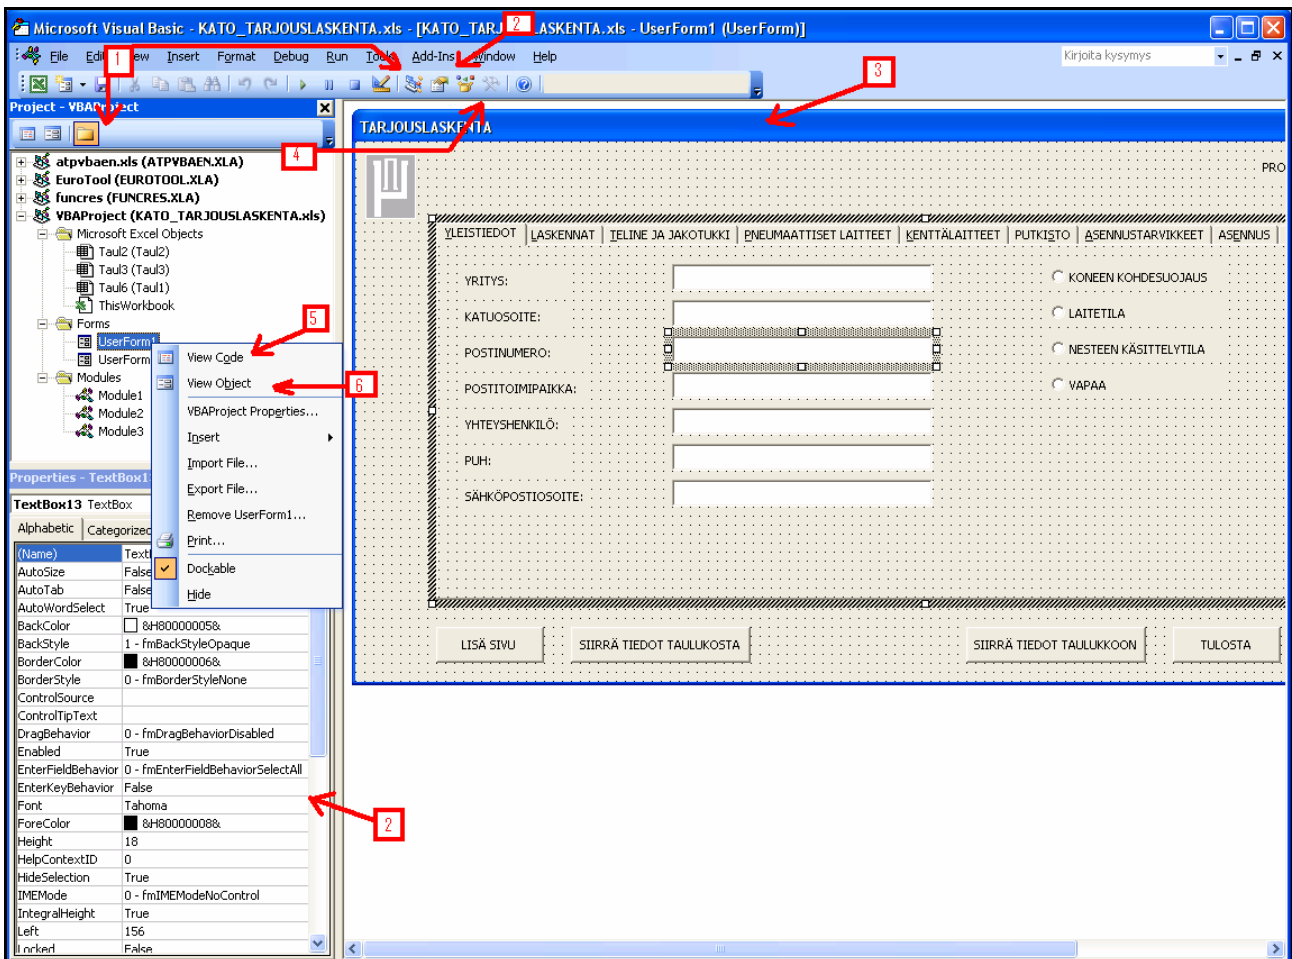 Microsoft Visual Basic - KATO_TARJOUSLASKENTA.xls - [KATO_TARJ ASKENTA.xls - UserForm1 (UserForm)]
2
File Edit ew Insert Format Debug Run Tools Add-Ins Window Help Kirjoita kysymys
1
3
Project - VBAProject
TARJOUSLASKENTA
4
atpvbaen.xls (ATPVBAEN.XLA)
EuroTool (EUROTOOL.XLA)
funcres (FUNCRES.XLA)
VBAProject (KATO_TARJOUSLASKENTA.xls)
Microsoft Excel Objects
Taul2 (Taul2)
Taul3 (Taul3)
Taul6 (Taul1)
ThisWorkbook
Forms
UserForm1
UserForm
Modules
Module1
Module2
Module3
5
View Code
View Object
6
VBAProject Properties...
Insert
Import File...
Export File...
Remove UserForm1...
Print...
Dockable
Hide
PRO
YLEISTIEDOT LASKENNAT TELINE JA JAKOTUKKI PNEUMAATTISET LAITTEET KENTTÄLAITTEET PUTKISTO ASENNUSTARVIKKEET ASENNUS
YRITYS:
KATUOSOITE:
POSTINUMERO:
POSTITOIMIPAIKKA:
YHTEYSHENKILÖ:
PUH:
SÄHKÖPOSTIOSOITE:
KONEEN KOHDESUOJAUS
LAITETILA
NESTEEN KÄSITTELYTILA
VAPAA
LISÄ SIVU SIIRRÄ TIEDOT TAULUKOSTA SIIRRÄ TIEDOT TAULUKKOON TULOSTA
Properties - TextBox1
TextBox13 TextBox
Alphabetic Categorized
(Name) Text
AutoSize False
AutoTab False
AutoWordSelect True
BackColor &H80000005&
BackStyle 1 - fmBackStyleOpaque
BorderColor &H80000006&
BorderStyle 0 - fmBorderStyleNone
ControlSource
ControlTipText
DragBehavior 0 - fmDragBehaviorDisabled
Enabled True
EnterFieldBehavior 0 - fmEnterFieldBehaviorSelectAll
EnterKeyBehavior False
Font Tahoma
ForeColor &H80000008&
2
Height 18
HelpContextID 0
HideSelection True
IMEMode 0 - fmIMEModeNoControl
IntegralHeight True
Left 156
Locked False